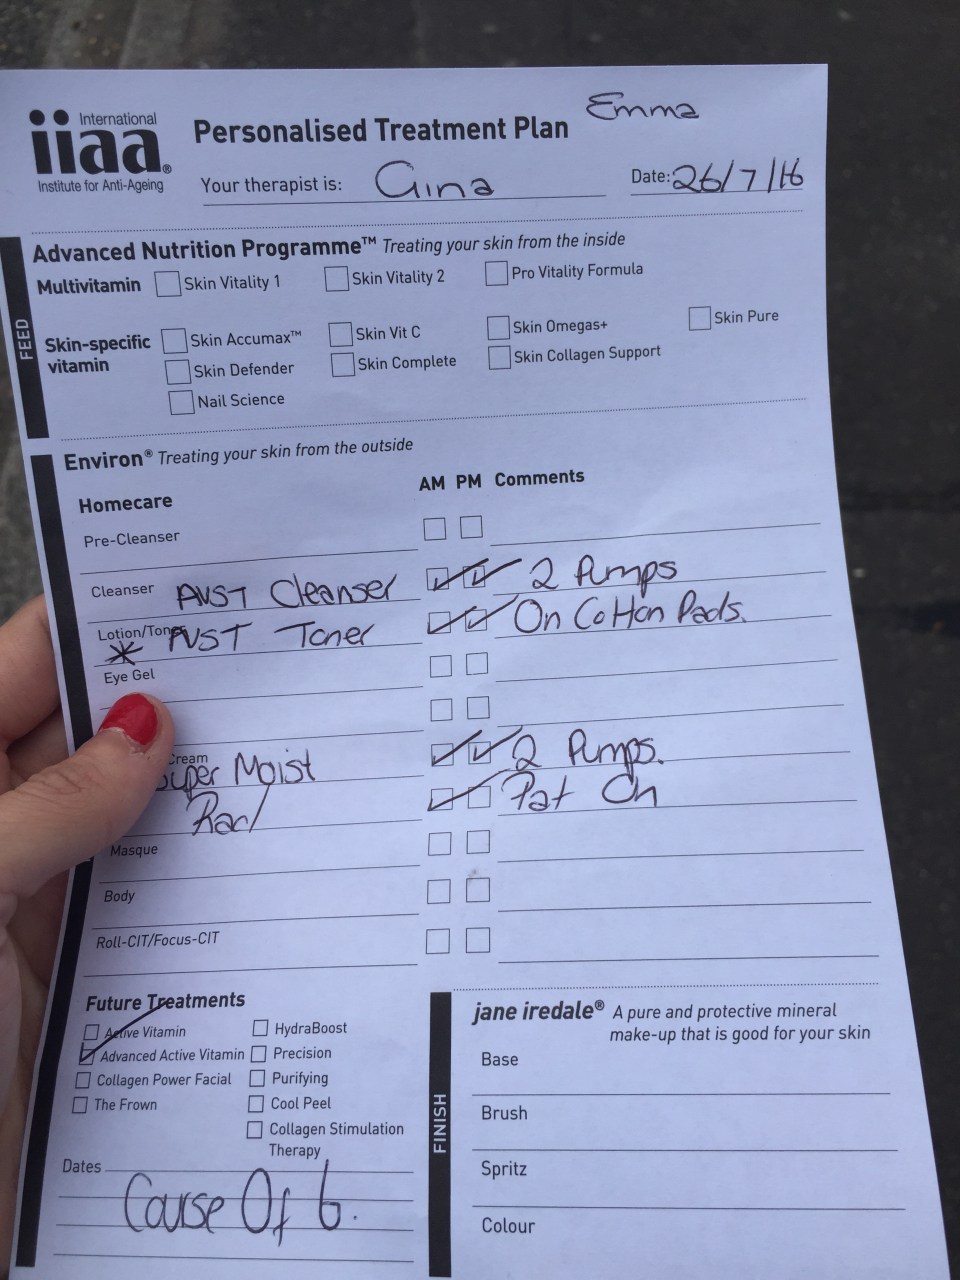 Emma
International
iiaa®
Institute for Anti-Ageing
Personalised Treatment Plan
Your therapist is: Gina
Date: 26/7/16
FEED
Advanced Nutrition Programme™ Treating your skin from the inside
Multivitamin Skin Vitality 1 Skin Vitality 2 Pro Vitality Formula
Skin-specific vitamin
Skin Accumax™ Skin Vit C Skin Omegas+ Skin Pure
Skin Defender Skin Complete Skin Collagen Support
Nail Science
Environ® Treating your skin from the outside
Homecare AM PM Comments
Pre-Cleanser
Cleanser AVST Cleanser 2 Pumps
Lotion/Toner AVST Toner On Cotton Pads.
Eye Gel
Cream
Super Moist 2 Pumps.
Rad Pat On
Masque
Body
Roll-CIT/Focus-CIT
Future Treatments
Active Vitamin HydraBoost
Advanced Active Vitamin Precision
Collagen Power Facial Purifying
The Frown Cool Peel
Collagen Stimulation
Therapy
Dates
Course Of 6.
FINISH
jane iredale® A pure and protective mineral
make-up that is good for your skin
Base
Brush
Spritz
Colour